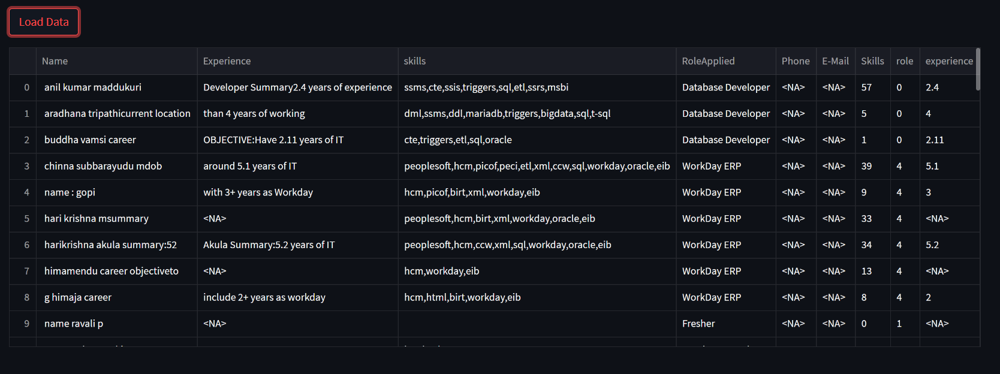 Load Data
Name Experience skills RoleApplied Phone E-Mail Skills role experience
0 anil kumar maddukuri Developer Summary2.4 years of experience ssms,cte,ssis,triggers,sql,etl,ssrs,msbi Database Developer <NA> <NA> 57 0 2.4
1 aradhana tripathicurrent location than 4 years of working dml,ssms,ddl,mariadb,triggers,bigdata,sql,t-sql Database Developer <NA> <NA> 5 0 4
2 buddha vamsi career OBJECTIVE:Have 2.11 years of IT cte,triggers,etl,sql,oracle Database Developer <NA> <NA> 1 0 2.11
3 chinna subbarayudu mdob around 5.1 years of IT peoplesoft,hcm,picof,peci,etl,xml,ccw,sql,workday,oracle,eib WorkDay ERP <NA> <NA> 39 4 5.1
4 name : gopi with 3+ years as Workday hcm,picof,birt,xml,workday,eib WorkDay ERP <NA> <NA> 9 4 3
5 hari krishna msummary <NA> peoplesoft,hcm,birt,xml,workday,oracle,eib WorkDay ERP <NA> <NA> 33 4 <NA>
6 harikrishna akula summary:52 Akula Summary:5.2 years of IT peoplesoft,hcm,ccw,xml,sql,workday,oracle,eib WorkDay ERP <NA> <NA> 34 4 5.2
7 himamendu career objectiveto <NA> hcm,workday,eib WorkDay ERP <NA> <NA> 13 4 <NA>
8 g himaja career include 2+ years as workday hcm,html,birt,workday,eib WorkDay ERP <NA> <NA> 8 4 2
9 name ravali p <NA> Fresher <NA> <NA> 0 1 <NA>